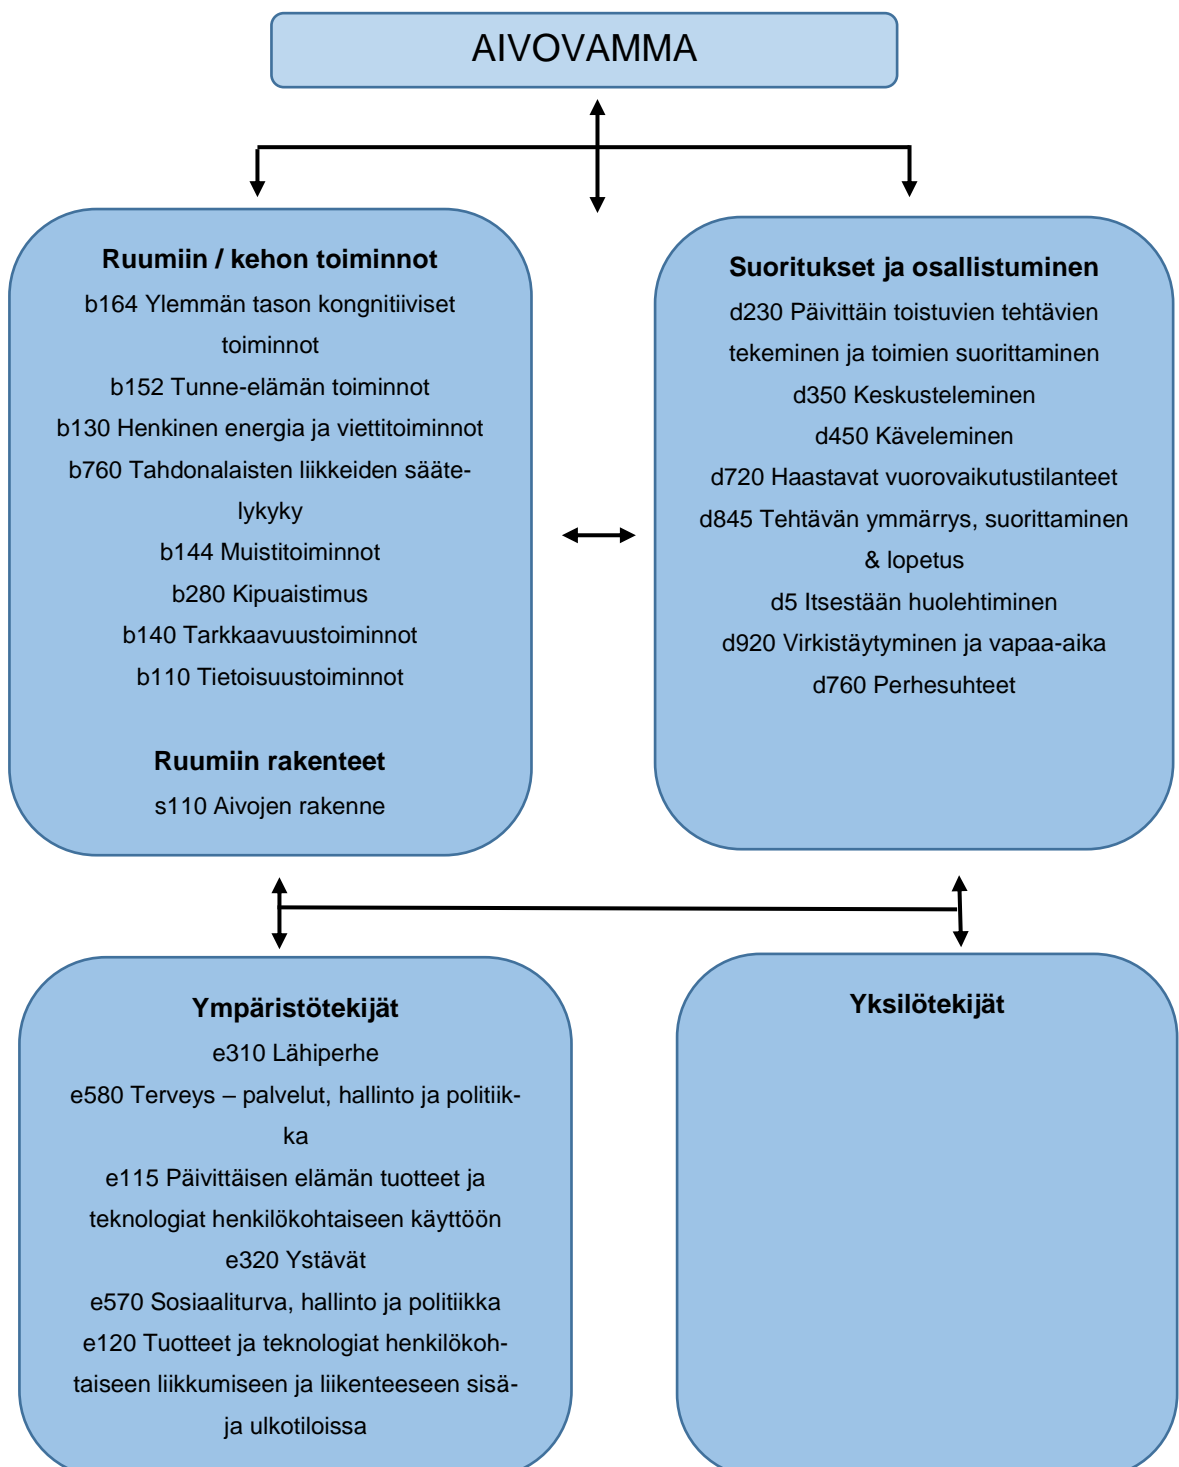 AIVOVAMMA
Ruumiin / kehon toiminnot
b164 Ylemmän tason kongnitiiviset
toiminnot
b152 Tunne-elämän toiminnot
b130 Henkinen energia ja viettitoiminnot
b760 Tahdonalaisten liikkeiden sääte-
lykyky
b144 Muistitoiminnot
b280 Kipuaistimus
b140 Tarkkaavuustoiminnot
b110 Tietoisuustoiminnot
Ruumiin rakenteet
s110 Aivojen rakenne
Suoritukset ja osallistuminen
d230 Päivittäin toistuvien tehtävien
tekeminen ja toimien suorittaminen
d350 Keskusteleminen
d450 Käveleminen
d720 Haastavat vuorovaikutustilanteet
d845 Tehtävän ymmärrys, suorittaminen
& lopetus
d5 Itsestään huolehtiminen
d920 Virkistäytyminen ja vapaa-aika
d760 Perhesuhteet
Ympäristötekijät
e310 Lähiperhe
e580 Terveys – palvelut, hallinto ja politiik-
ka
e115 Päivittäisen elämän tuotteet ja
teknologiat henkilökohtaiseen käyttöön
e320 Ystävät
e570 Sosiaaliturva, hallinto ja politiikka
e120 Tuotteet ja teknologiat henkilökoh-
taiseen liikkumiseen ja liikenteeseen sisä-
ja ulkotiloissa
Yksilötekijät